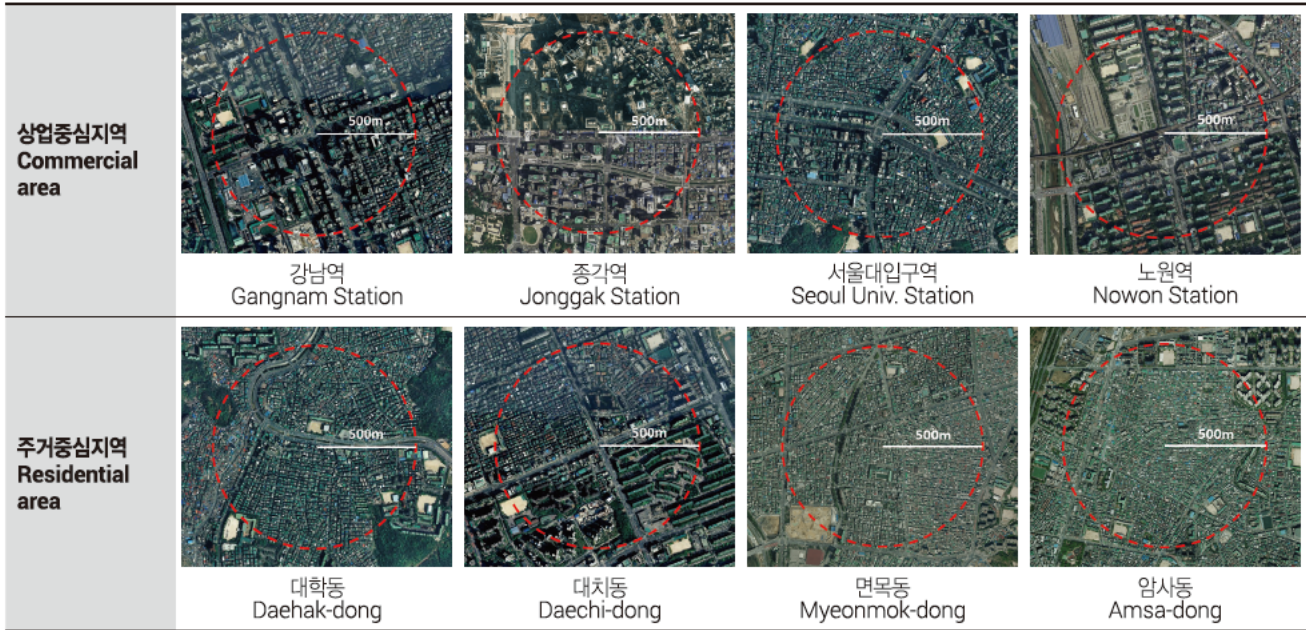 상업중심지역
Commercial
area
500m
500m
500m
500m
강남역
Gangnam Station
종각역
Jonggak Station
서울대입구역
Seoul Univ. Station
노원역
Nowon Station
주거중심지역
Residential
area
500m
500m
500m
500m
대학동
Daehak-dong
대치동
Daechi-dong
면목동
Myeonmok-dong
암사동
Amsa-dong